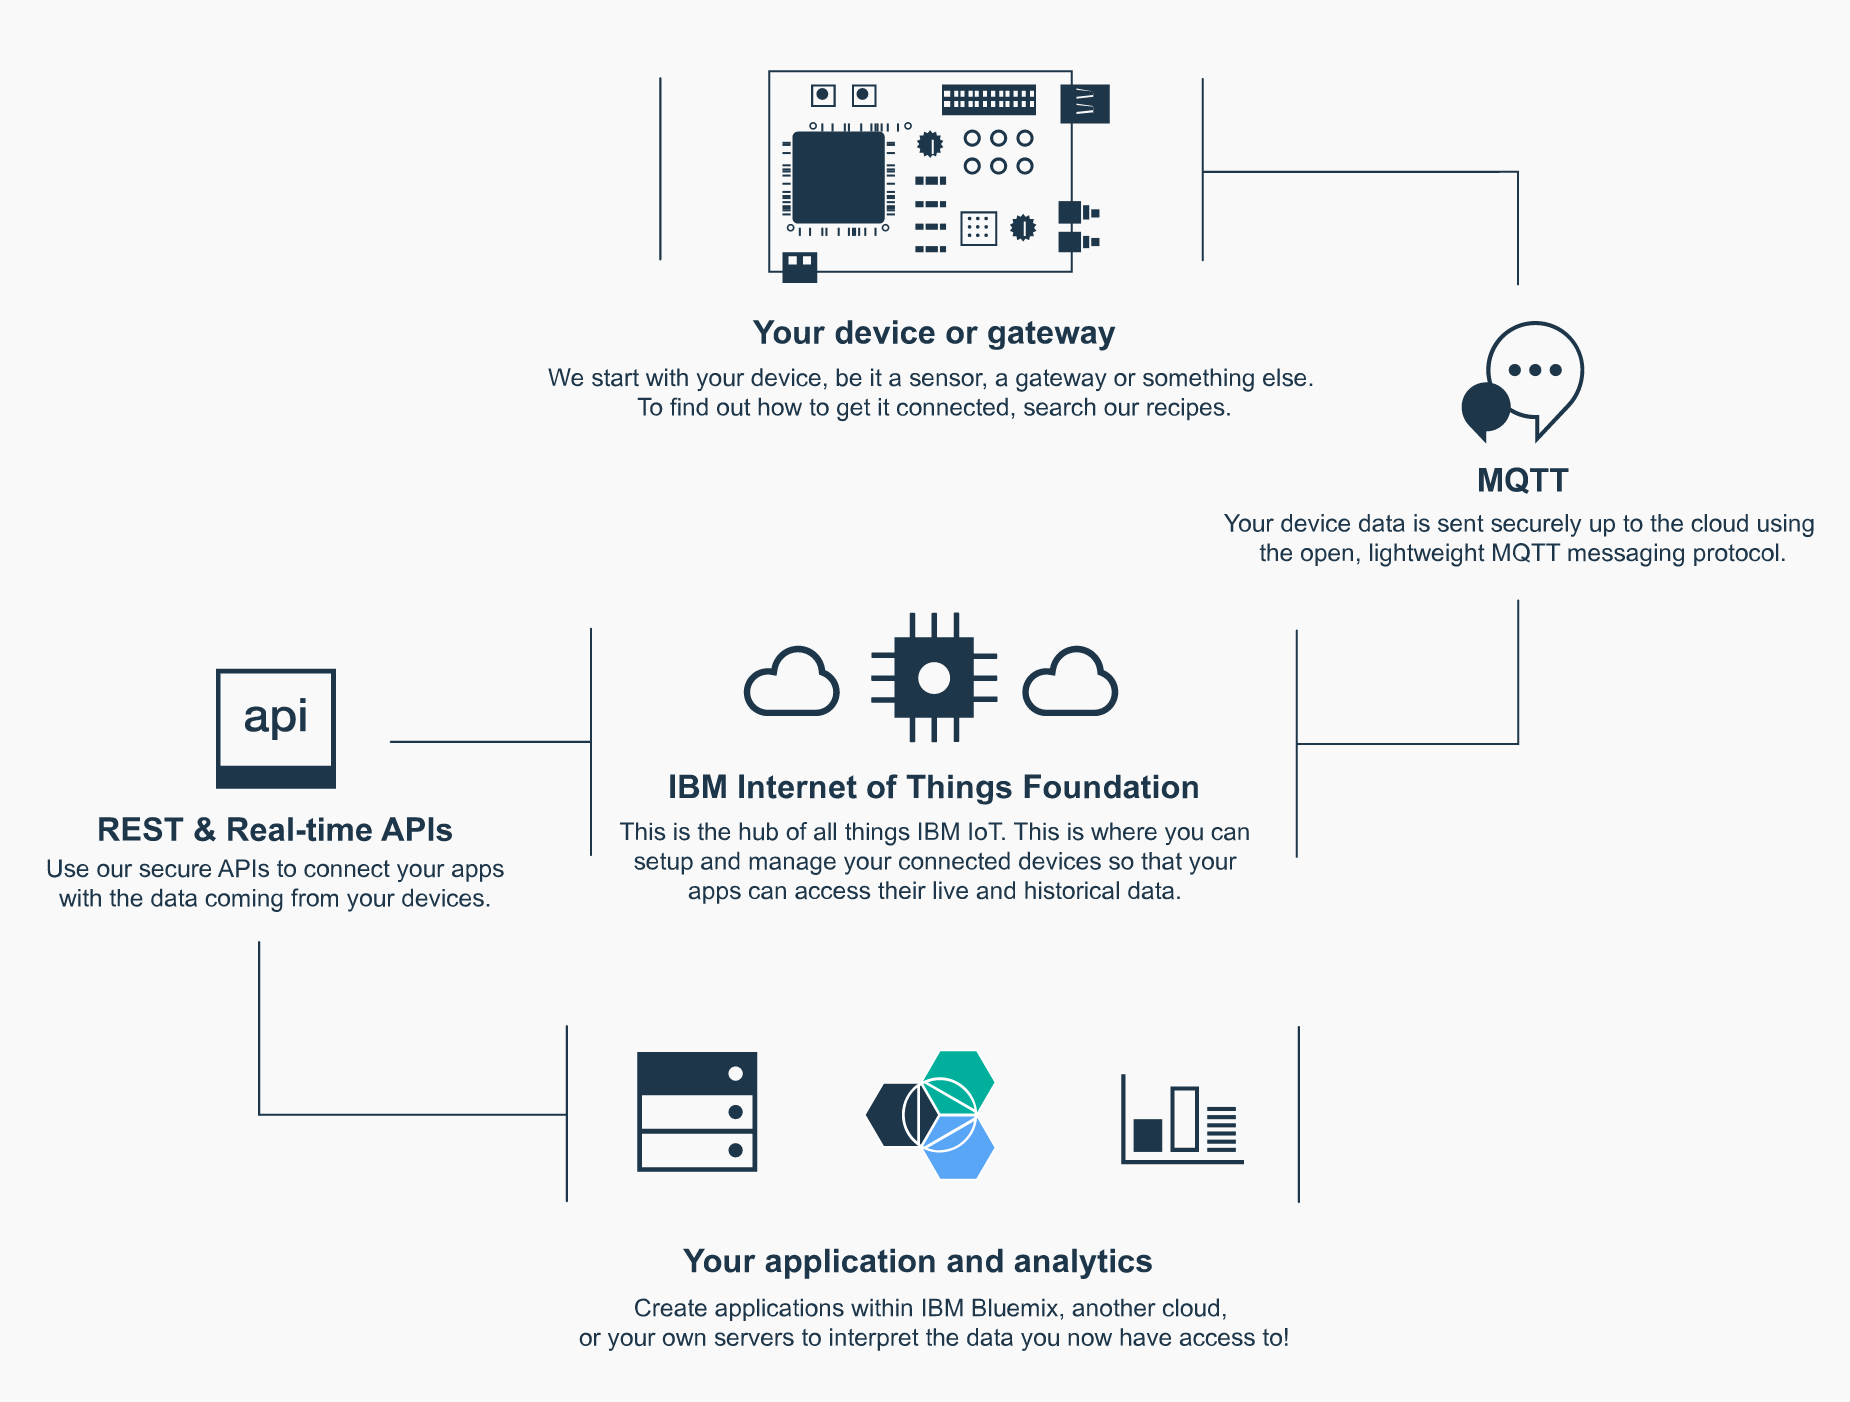 Your device or gateway
We start with your device, be it a sensor, a gateway or something else.
To find out how to get it connected, search our recipes.
MQTT
Your device data is sent securely up to the cloud using
the open, lightweight MQTT messaging protocol.
api
REST & Real-time APIs
Use our secure APIs to connect your apps
with the data coming from your devices.
IBM Internet of Things Foundation
This is the hub of all things IBM IoT. This is where you can
setup and manage your connected devices so that your
apps can access their live and historical data.
Your application and analytics
Create applications within IBM Bluemix, another cloud,
or your own servers to interpret the data you now have access to!